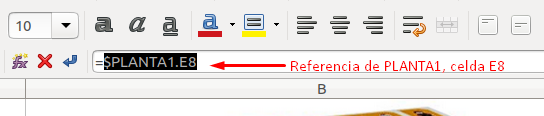 10
=$PLANTA1.E8
Referencia de PLANTA1, celda E8
B